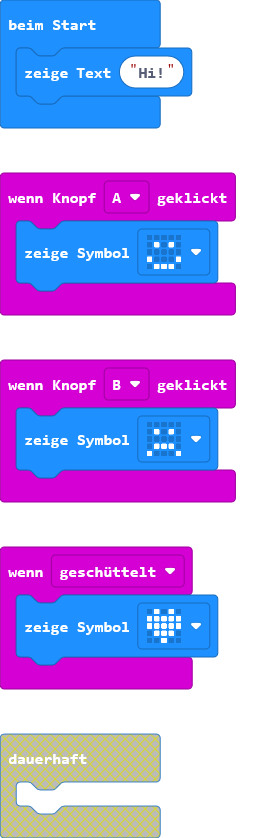 beim Start
zeige Text "Hi!"
wenn Knopf A geklickt
zeige Symbol
wenn Knopf B geklickt
zeige Symbol
wenn geschüttelt
zeige Symbol
dauerhaft